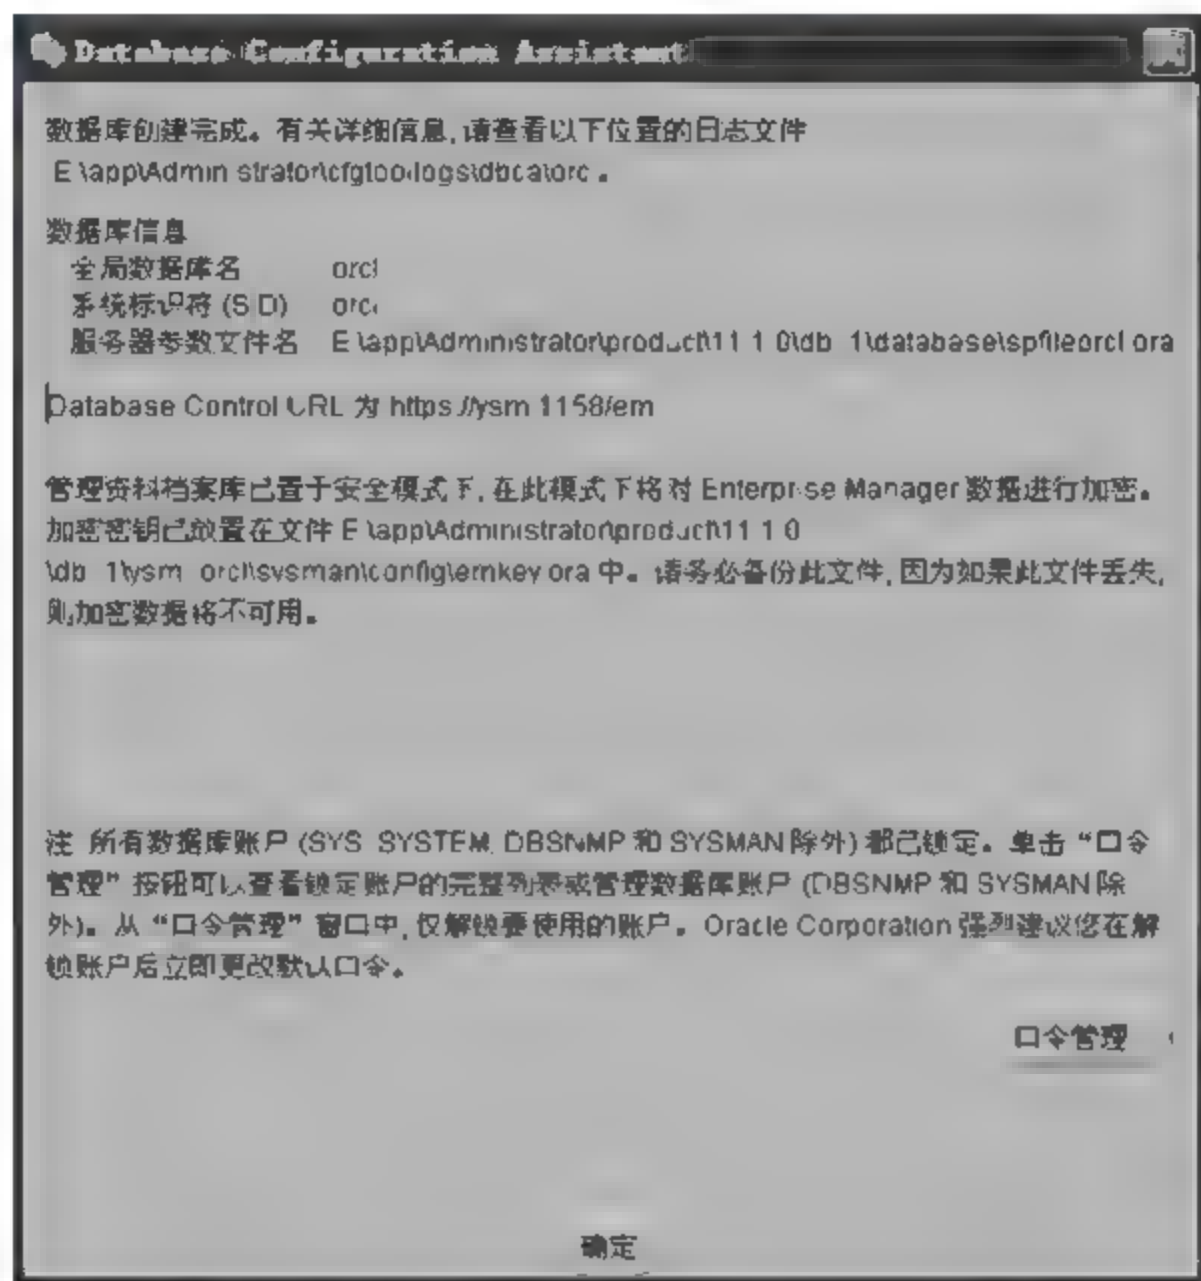 Database Configuration Assistant
数据库创建完成。有关详细信息,请查看以下位置的日志文件
E \app\Admin strator\cfgtoo logs\dbca\orc 。
数据库信息
全局数据库名 orcl
系统标识符 (S D) orc
服务器参数文件名 E \app\Administrator\product\11 1 0\db 1\database\spfileorcl ora
Database Control URL 为 https //ysm 1158/em
管理资料档案库已置于安全模式下,在此模式下将对 Enterprise Manager 数据进行加密。
加密密钥已放置在文件 E \app\Administrator\product\11 1 0
\db 1\ysm orcl\sysman\config\emkey ora 中。请务必备份此文件,因为如果此文件丢失,
则加密数据将不可用。
注 所有数据库账户 (SYS SYSTEM, DBSNMP 和 SYSMAN 除外) 都已锁定。单击“口令
管理”按钮可以查看锁定账户的完整列表或管理数据库账户 (DBSNMP 和 SYSMAN 除
外)。从“口令管理”窗口中,仅解锁要使用的账户。Oracle Corporation 强烈建议您在解
锁账户后立即更改默认口令。
口令管理
确定